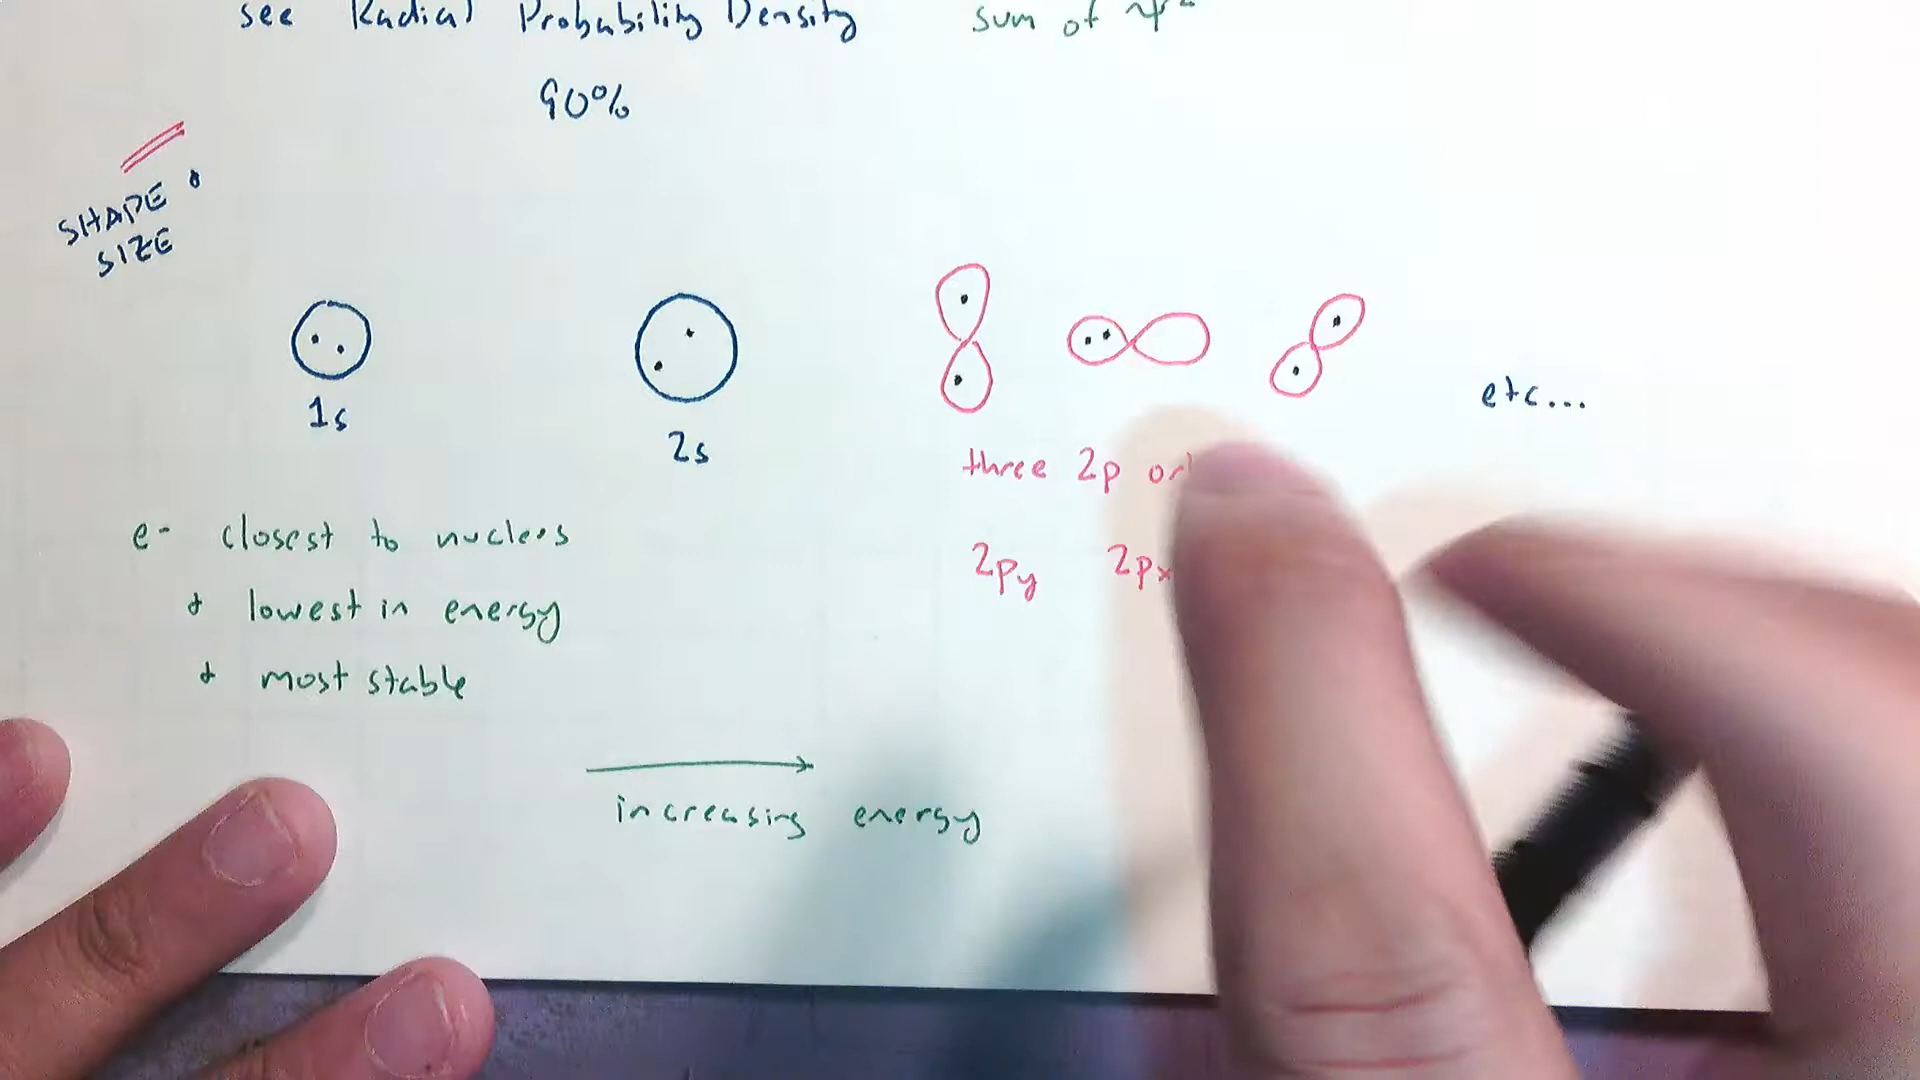 see Radial Probability Density sum of ψ²
90%
SHAPE
SIZE
1s
2s
etc...
three 2p
e- closest to nucleus
+ lowest in energy
+ most stable
2py 2px
increasing energy